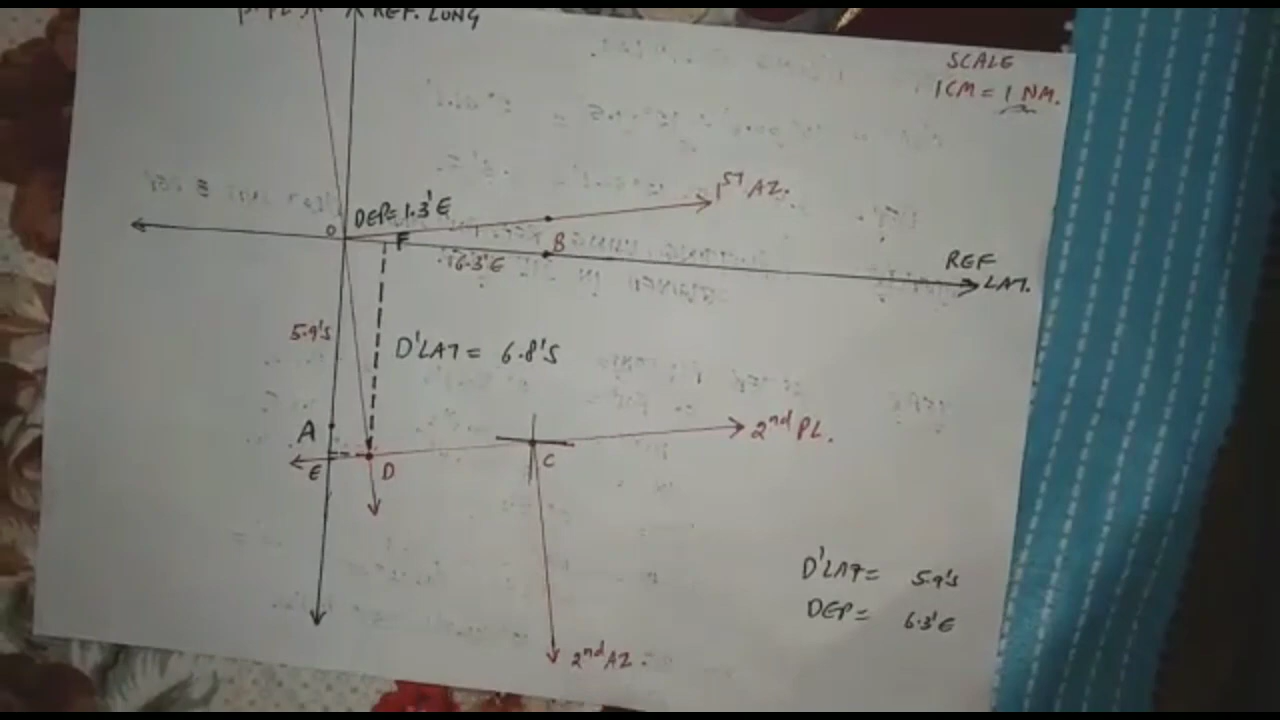 REF. LONG
SCALE
1CM = 1 NM.
1ST AZ.
DEP= 1.3'E
O
F
B
6.3'E
REF
LAT.
5.9'S
D'LAT = 6.8'S
A
2nd PL.
E
D
C
D'LAT= 5.9'S
DEP= 6.3'E
2nd AZ.